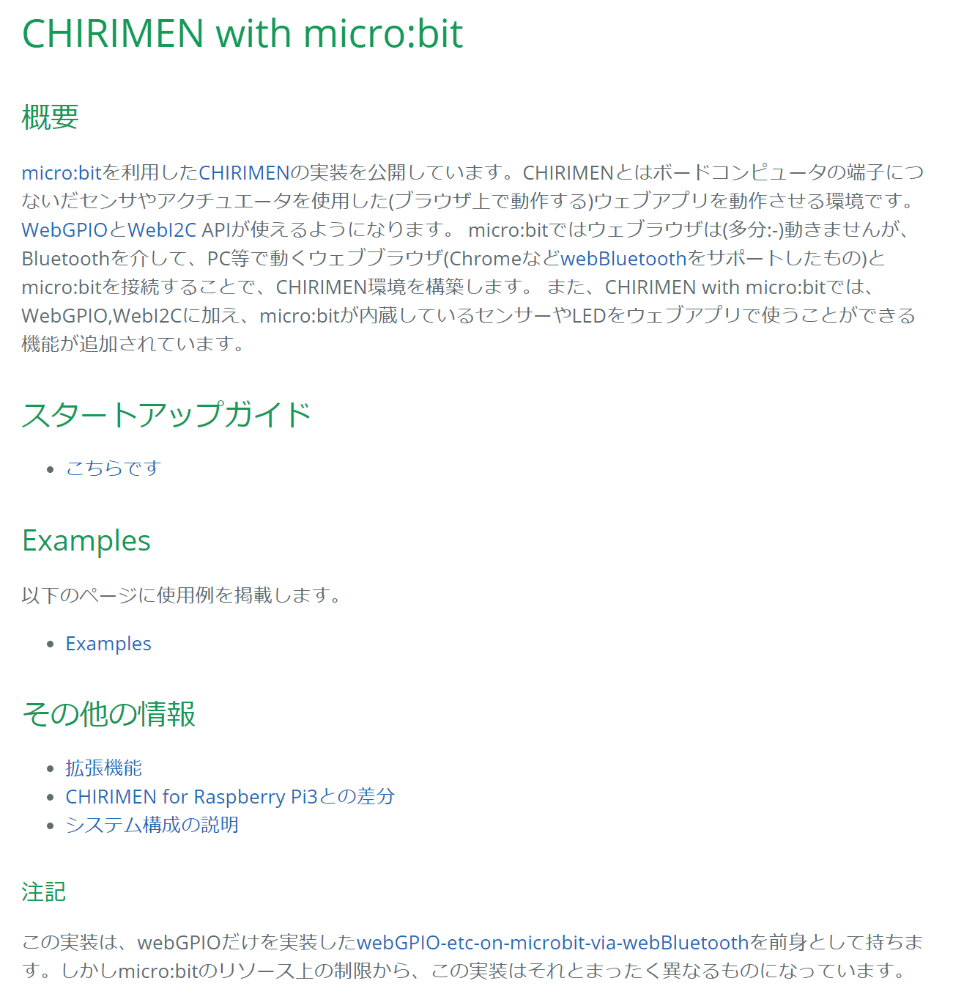 CHIRIMEN with micro:bit
概要
micro:bitを利用したCHIRIMENの実装を公開しています。CHIRIMENとはボードコンピュータの端子につ
ないだセンサやアクチュエータを使用した(ブラウザ上で動作する)ウェブアプリを動作させる環境です。
WebGPIOとWebI2C APIが使えるようになります。 micro:bitではウェブラウザは(多分:-)動きませんが、
Bluetoothを介して、PC等で動くウェブブラウザ(ChromeなどwebBluetoothをサポートしたもの)と
micro:bitを接続することで、CHIRIMEN環境を構築します。 また、CHIRIMEN with micro:bitでは、
WebGPIO,WebI2Cに加え、micro:bitが内蔵しているセンサーやLEDをウェブアプリで使うことができる
機能が追加されています。
スタートアップガイド
• こちらです
Examples
以下のページに使用例を掲載します。
• Examples
その他の情報
• 拡張機能
• CHIRIMEN for Raspberry Pi3との差分
• システム構成の説明
注記
この実装は、webGPIOだけを実装したwebGPIO-etc-on-microbit-via-webBluetoothを前身として持ちま
す。しかしmicro:bitのリソース上の制限から、この実装はそれとまったく異なるものになっています。